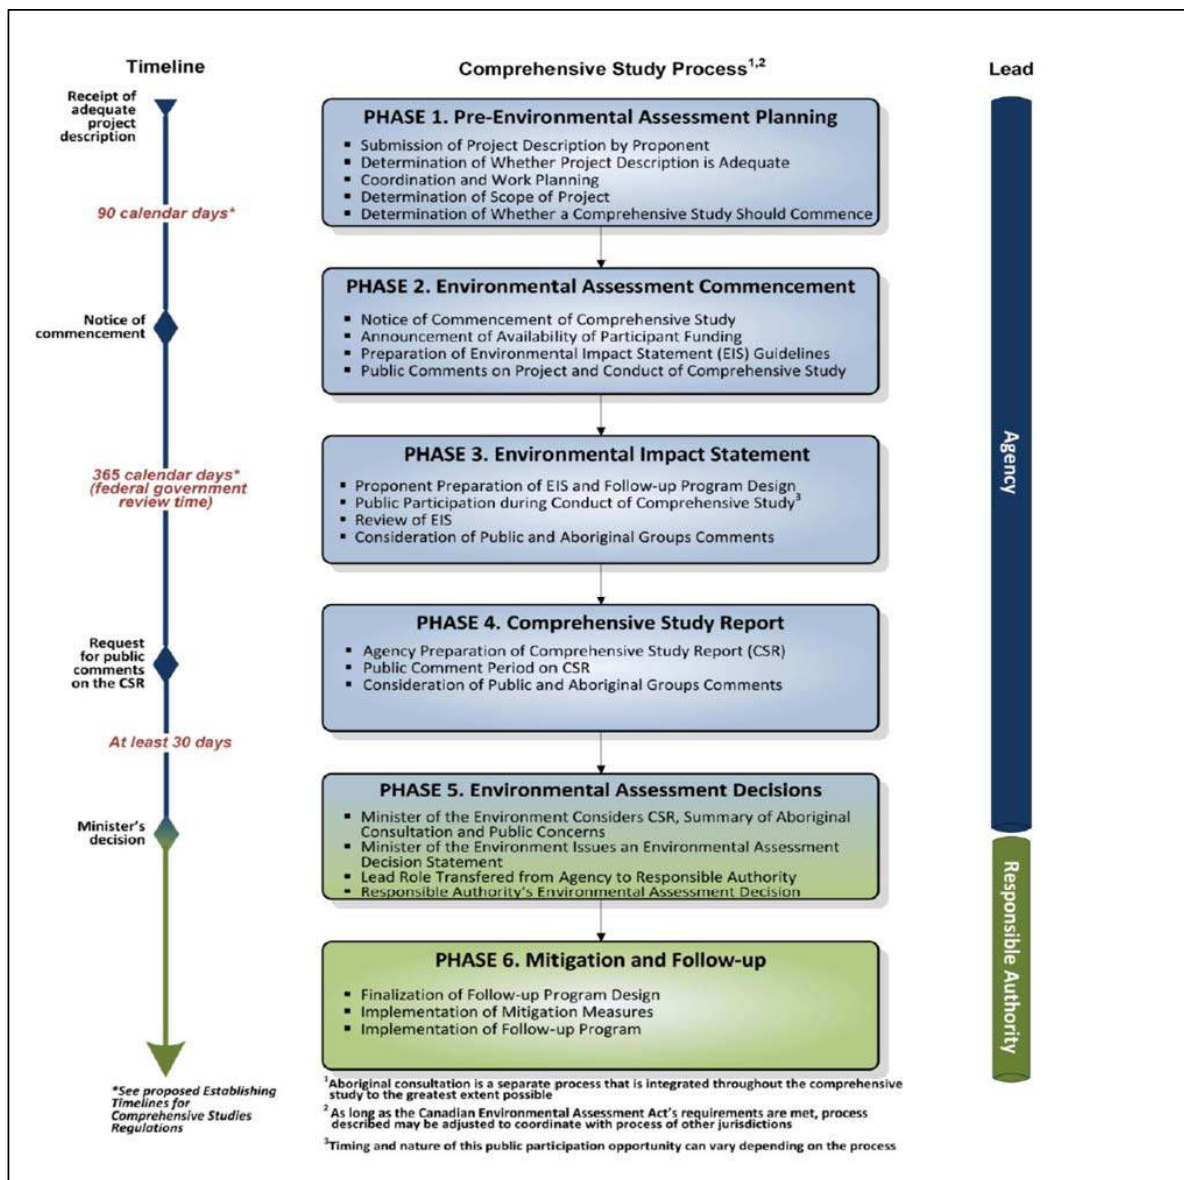 Timeline
Comprehensive Study Process1,2
Lead
Receipt of
adequate
project
description
90 calendar days*
Notice of
commencement
365 calendar days*
(federal government
review time)
Request
for public
comments
on the CSR
At least 30 days
Minister's
decision
*See proposed Establishing
Timelines for
Comprehensive Studies
Regulations
PHASE 1. Pre-Environmental Assessment Planning
▪ Submission of Project Description by Proponent
▪ Determination of Whether Project Description is Adequate
▪ Coordination and Work Planning
▪ Determination of Scope of Project
▪ Determination of Whether a Comprehensive Study Should Commence
PHASE 2. Environmental Assessment Commencement
▪ Notice of Commencement of Comprehensive Study
▪ Announcement of Availability of Participant Funding
▪ Preparation of Environmental Impact Statement (EIS) Guidelines
▪ Public Comments on Project and Conduct of Comprehensive Study
PHASE 3. Environmental Impact Statement
▪ Proponent Preparation of EIS and Follow-up Program Design
▪ Public Participation during Conduct of Comprehensive Study3
▪ Review of EIS
▪ Consideration of Public and Aboriginal Groups Comments
PHASE 4. Comprehensive Study Report
▪ Agency Preparation of Comprehensive Study Report (CSR)
▪ Public Comment Period on CSR
▪ Consideration of Public and Aboriginal Groups Comments
PHASE 5. Environmental Assessment Decisions
▪ Minister of the Environment Considers CSR, Summary of Aboriginal
Consultation and Public Concerns
▪ Minister of the Environment Issues an Environmental Assessment
Decision Statement
▪ Lead Role Transfered from Agency to Responsible Authority
▪ Responsible Authority's Environmental Assessment Decision
PHASE 6. Mitigation and Follow-up
▪ Finalization of Follow-up Program Design
▪ Implementation of Mitigation Measures
▪ Implementation of Follow-up Program
1Aboriginal consultation is a separate process that is integrated throughout the comprehensive
study to the greatest extent possible
2 As long as the Canadian Environmental Assessment Act's requirements are met, process
described may be adjusted to coordinate with process of other jurisdictions
3Timing and nature of this public participation opportunity can vary depending on the process
Agency
Responsible Authority